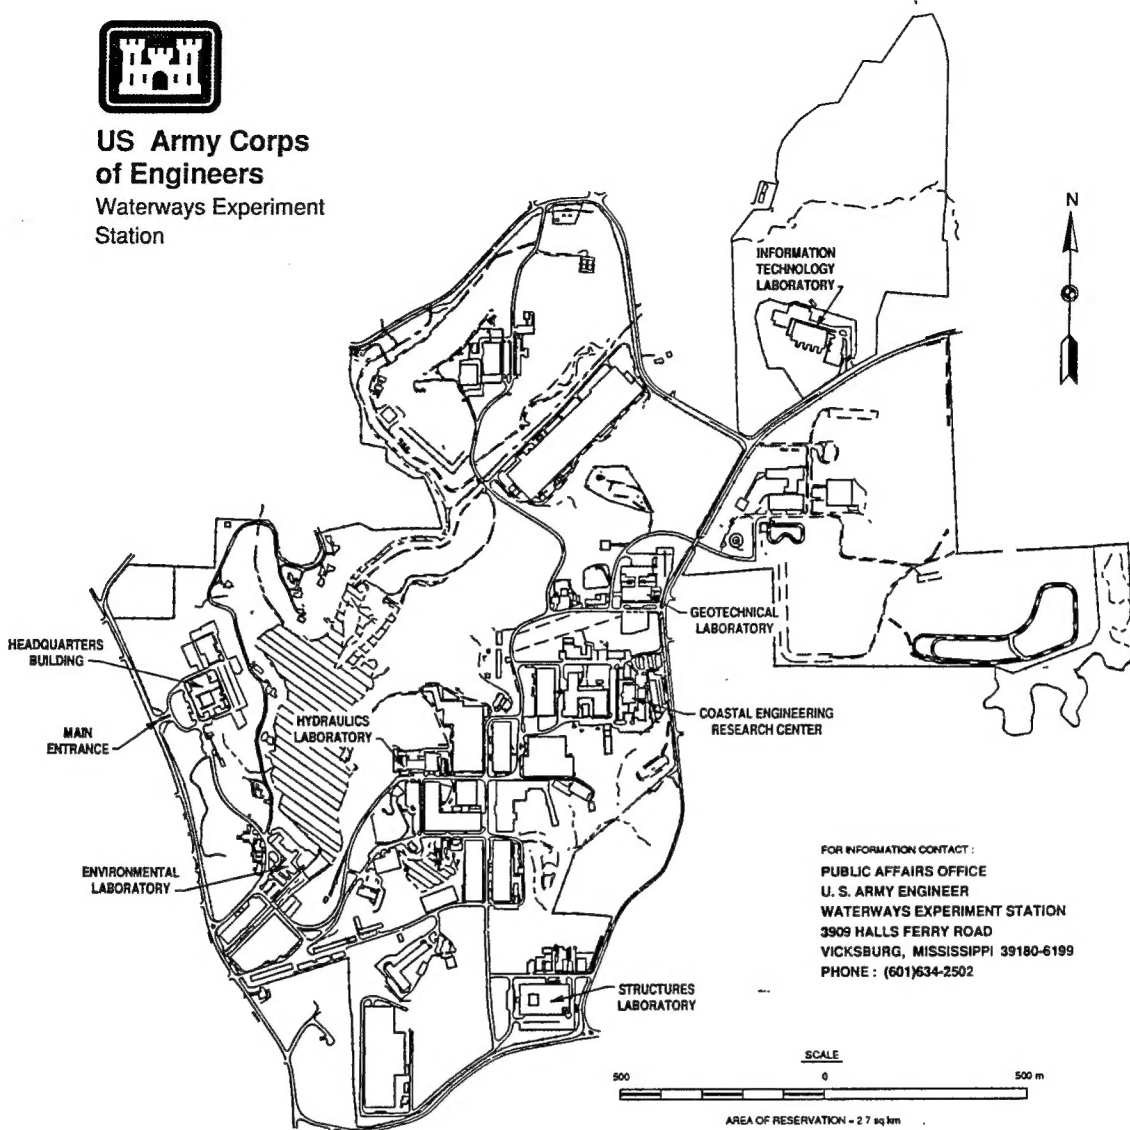 US Army Corps
of Engineers
Waterways Experiment
Station
N
INFORMATION
TECHNOLOGY
LABORATORY
GEOTECHNICAL
LABORATORY
HEADQUARTERS
BUILDING
MAIN
ENTRANCE
HYDRAULICS
LABORATORY
COASTAL ENGINEERING
RESEARCH CENTER
ENVIRONMENTAL
LABORATORY
STRUCTURES
LABORATORY
FOR INFORMATION CONTACT :
PUBLIC AFFAIRS OFFICE
U. S. ARMY ENGINEER
WATERWAYS EXPERIMENT STATION
3909 HALLS FERRY ROAD
VICKSBURG, MISSISSIPPI 39180-6199
PHONE : (601)634-2502
SCALE
500 0 500 m
AREA OF RESERVATION = 2 7 sq km